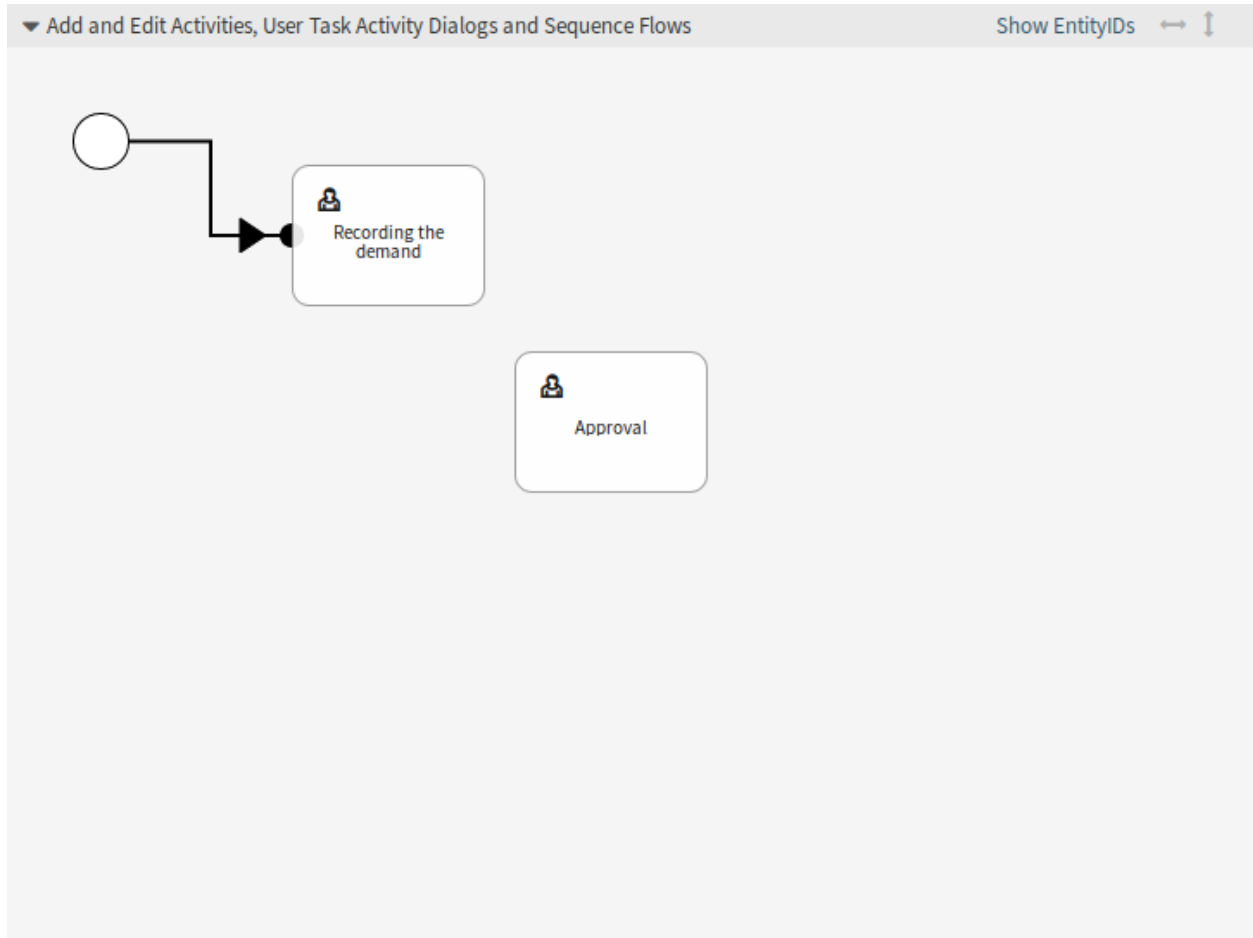 Add and Edit Activities, User Task Activity Dialogs and Sequence Flows
Show EntityIDs
Recording the
demand
Approval